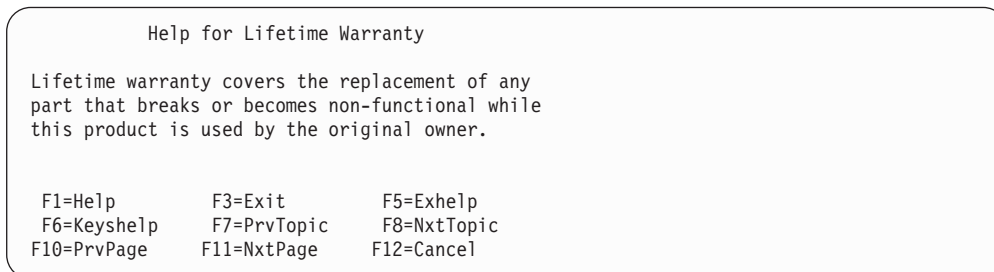 Help for Lifetime Warranty
Lifetime warranty covers the replacement of any
part that breaks or becomes non-functional while
this product is used by the original owner.
F1=Help F3=Exit F5=Exhelp
F6=Keyshelp F7=PrvTopic F8=NxtTopic
F10=PrvPage F11=NxtPage F12=Cancel